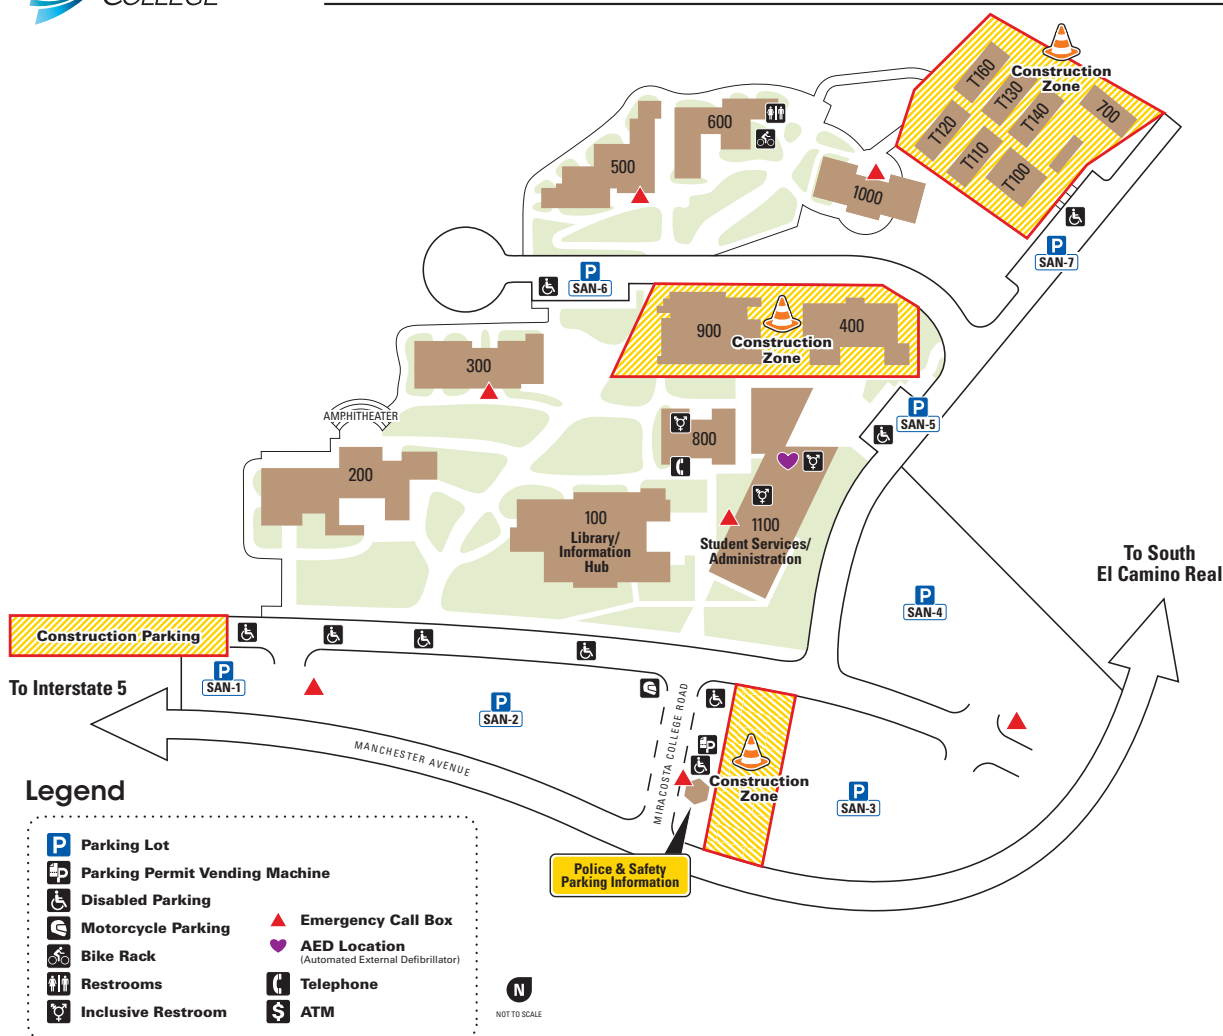 COLLEGE
Construction
Zone
T160
T130
T140
700
T120
T110
T100
600
500
1000
P
SAN-7
P
SAN-6
900
400
Construction
Zone
300
AMPHITHEATER
P
SAN-5
800
200
100
Library/
Information
Hub
1100
Student Services/
Administration
To South
El Camino Real
P
SAN-4
Construction Parking
P
SAN-1
To Interstate 5
P
SAN-2
MANCHESTER AVENUE
MIRACOSTA COLLEGE ROAD
P
Construction
Zone
P
SAN-3
Police & Safety
Parking Information
Legend
P Parking Lot
P Parking Permit Vending Machine
Disabled Parking
Motorcycle Parking
Bike Rack
Restrooms
Inclusive Restroom
Emergency Call Box
AED Location
(Automated External Defibrillator)
Telephone
$ ATM
N
NOT TO SCALE